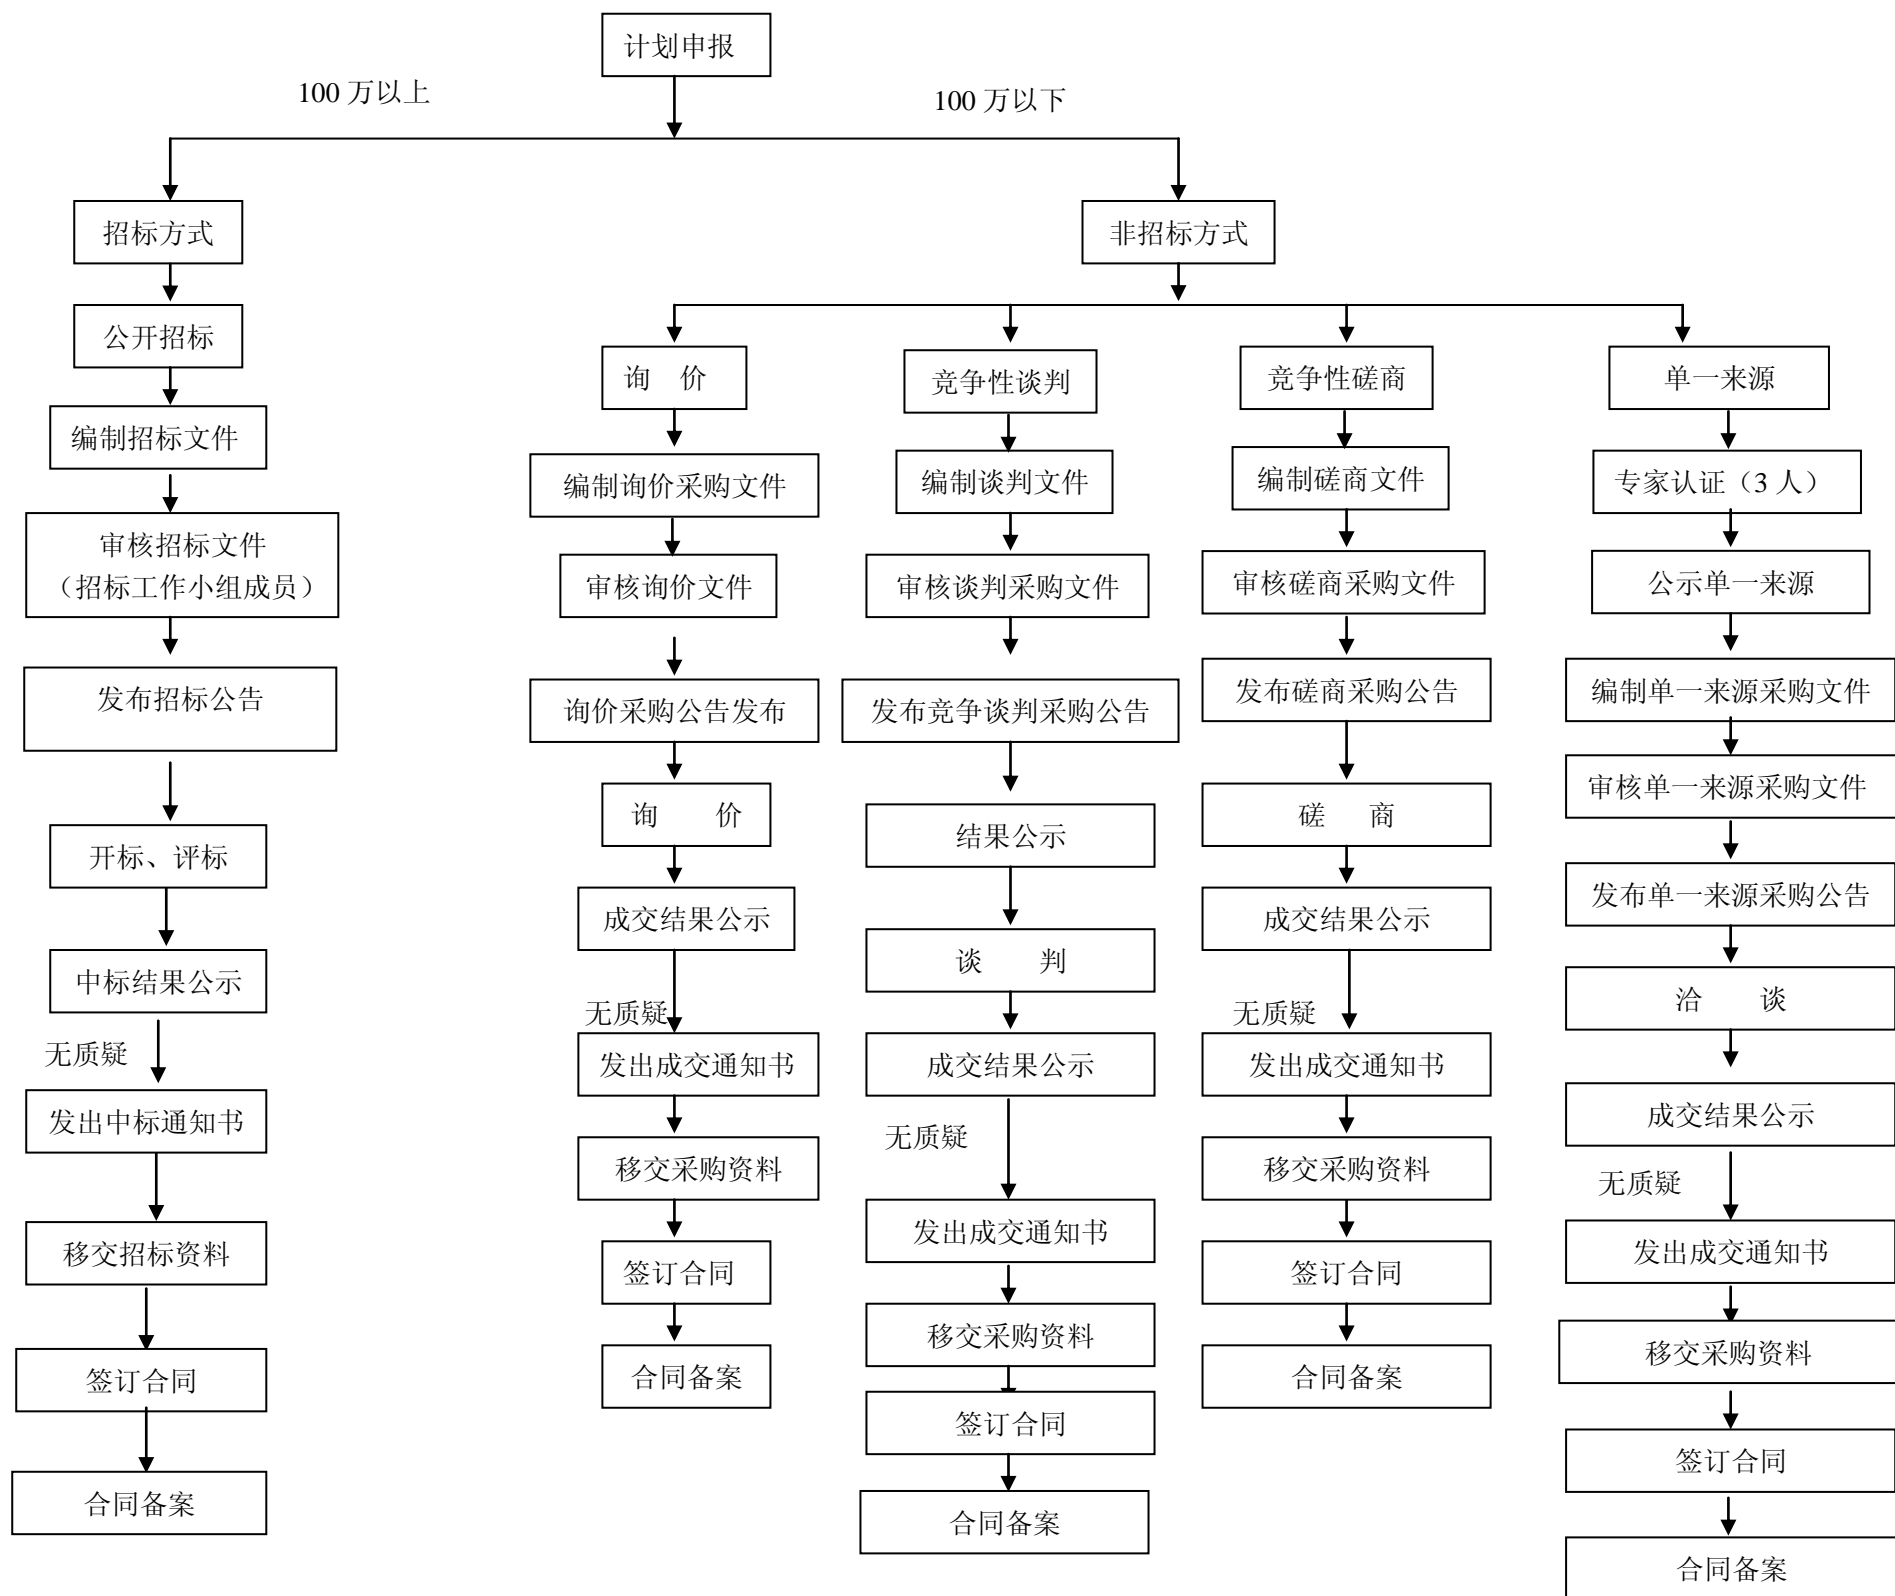 计划申报
100 万以上
100 万以下
招标方式
公开招标
编制招标文件
审核招标文件
（招标工作小组成员）
发布招标公告
开标、评标
中标结果公示
无质疑
发出中标通知书
移交招标资料
签订合同
合同备案
非招标方式
询 价
编制询价采购文件
审核询价文件
询价采购公告发布
询 价
成交结果公示
无质疑
发出成交通知书
移交采购资料
签订合同
合同备案
竞争性谈判
编制谈判文件
审核谈判采购文件
发布竞争谈判采购公告
结果公示
谈 判
成交结果公示
无质疑
发出成交通知书
移交采购资料
签订合同
合同备案
竞争性磋商
编制磋商文件
审核磋商采购文件
发布磋商采购公告
磋 商
成交结果公示
无质疑
发出成交通知书
移交采购资料
签订合同
合同备案
单一来源
专家认证（3 人）
公示单一来源
编制单一来源采购文件
审核单一来源采购文件
发布单一来源采购公告
洽 谈
成交结果公示
无质疑
发出成交通知书
移交采购资料
签订合同
合同备案